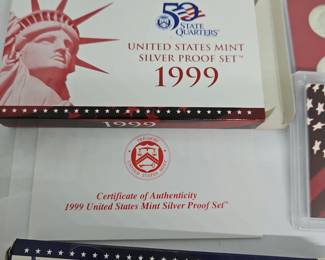 50
STATE
QUARTERS™
UNITED STATES MINT
SILVER PROOF SET™
1999
1999
Certificate of Authenticity
1999 United States Mint Silver Proof Set™